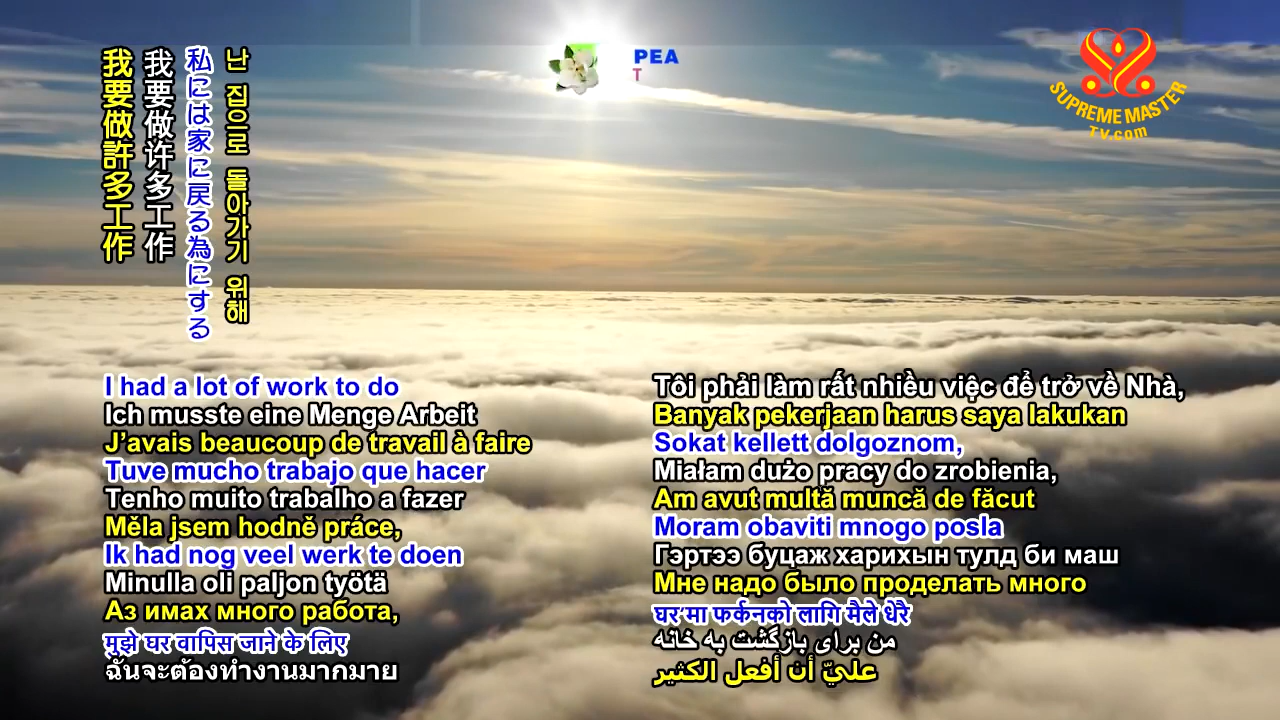 PEA
T
SUPREME MASTER
TV.com
我要做許多工作
我要做许多工作
私には家に戻る為にする
난 집으로 돌아가기 위해
I had a lot of work to do
Ich musste eine Menge Arbeit
J’avais beaucoup de travail à faire
Tuve mucho trabajo que hacer
Tenho muito trabalho a fazer
Měla jsem hodně práce,
Ik had nog veel werk te doen
Minulla oli paljon työtä
Аз имах много работа,
मुझे घर वापिस जाने के लिए
ฉันจะต้องทำงานมากมาย
Tôi phải làm rất nhiều việc để trở về Nhà,
Banyak pekerjaan harus saya lakukan
Sokat kellett dolgoznom,
Miałam dużo pracy do zrobienia,
Am avut multă muncă de făcut
Moram obaviti mnogo posla
Гэртээ буцаж харихын тулд би маш
Мне надо было проделать много
घर मा फर्कनको लागि मैले धेरै
من برای بازگشت به خانه
عليّ أن أفعل الكثير